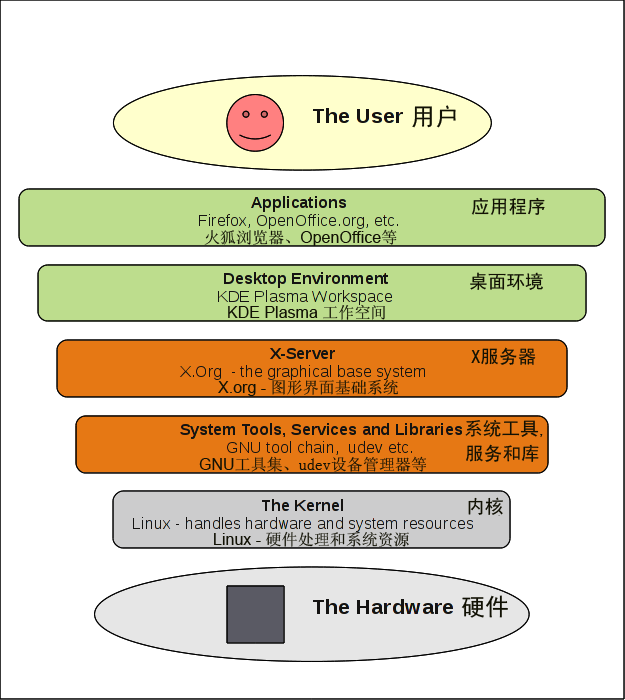 The User 用户
Applications 应用程序
Firefox, OpenOffice.org, etc.
火狐浏览器、OpenOffice等
Desktop Environment 桌面环境
KDE Plasma Workspace
KDE Plasma 工作空间
X-Server X服务器
X.Org - the graphical base system
X.org - 图形界面基础系统
System Tools, Services and Libraries 系统工具,
GNU tool chain, udev etc. 服务和库
GNU工具集、udev设备管理器等
The Kernel 内核
Linux - handles hardware and system resources
Linux - 硬件处理和系统资源
The Hardware 硬件